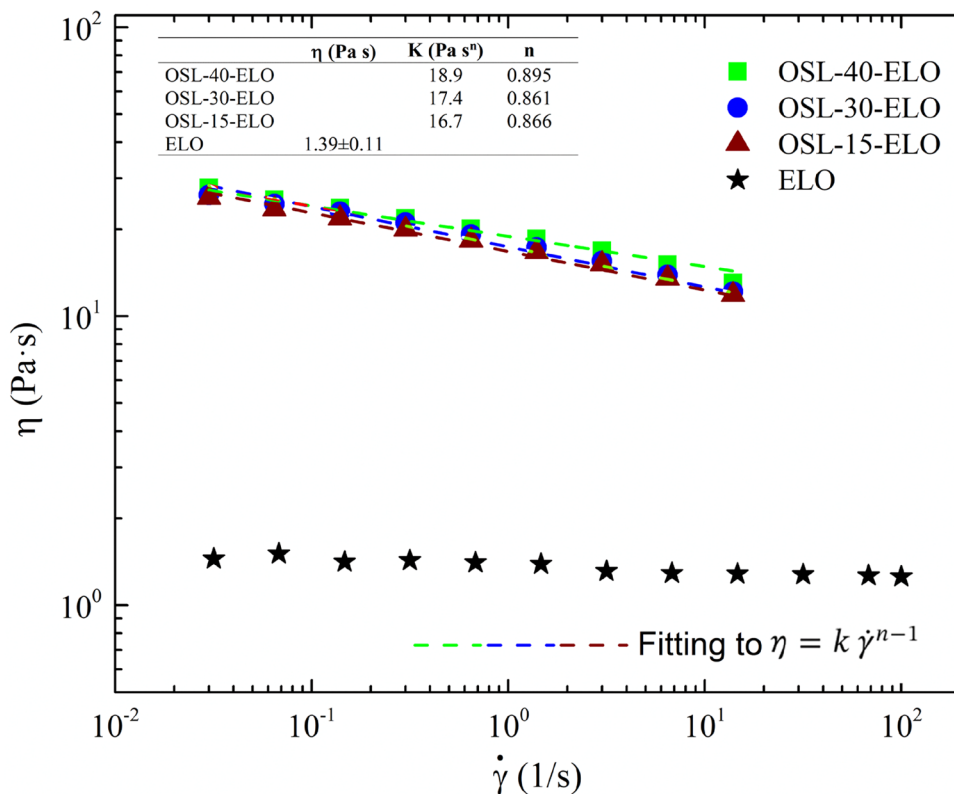 η (Pa s) K (Pa sⁿ) n
OSL-40-ELO 18.9 0.895
OSL-30-ELO 17.4 0.861
OSL-15-ELO 16.7 0.866
ELO 1.39±0.11
OSL-40-ELO
OSL-30-ELO
OSL-15-ELO
ELO
10²
10¹
10⁰
η (Pa·s)
Fitting to η = k γ̇ⁿ⁻¹
10⁻² 10⁻¹ 10⁰ 10¹ 10²
γ̇ (1/s)